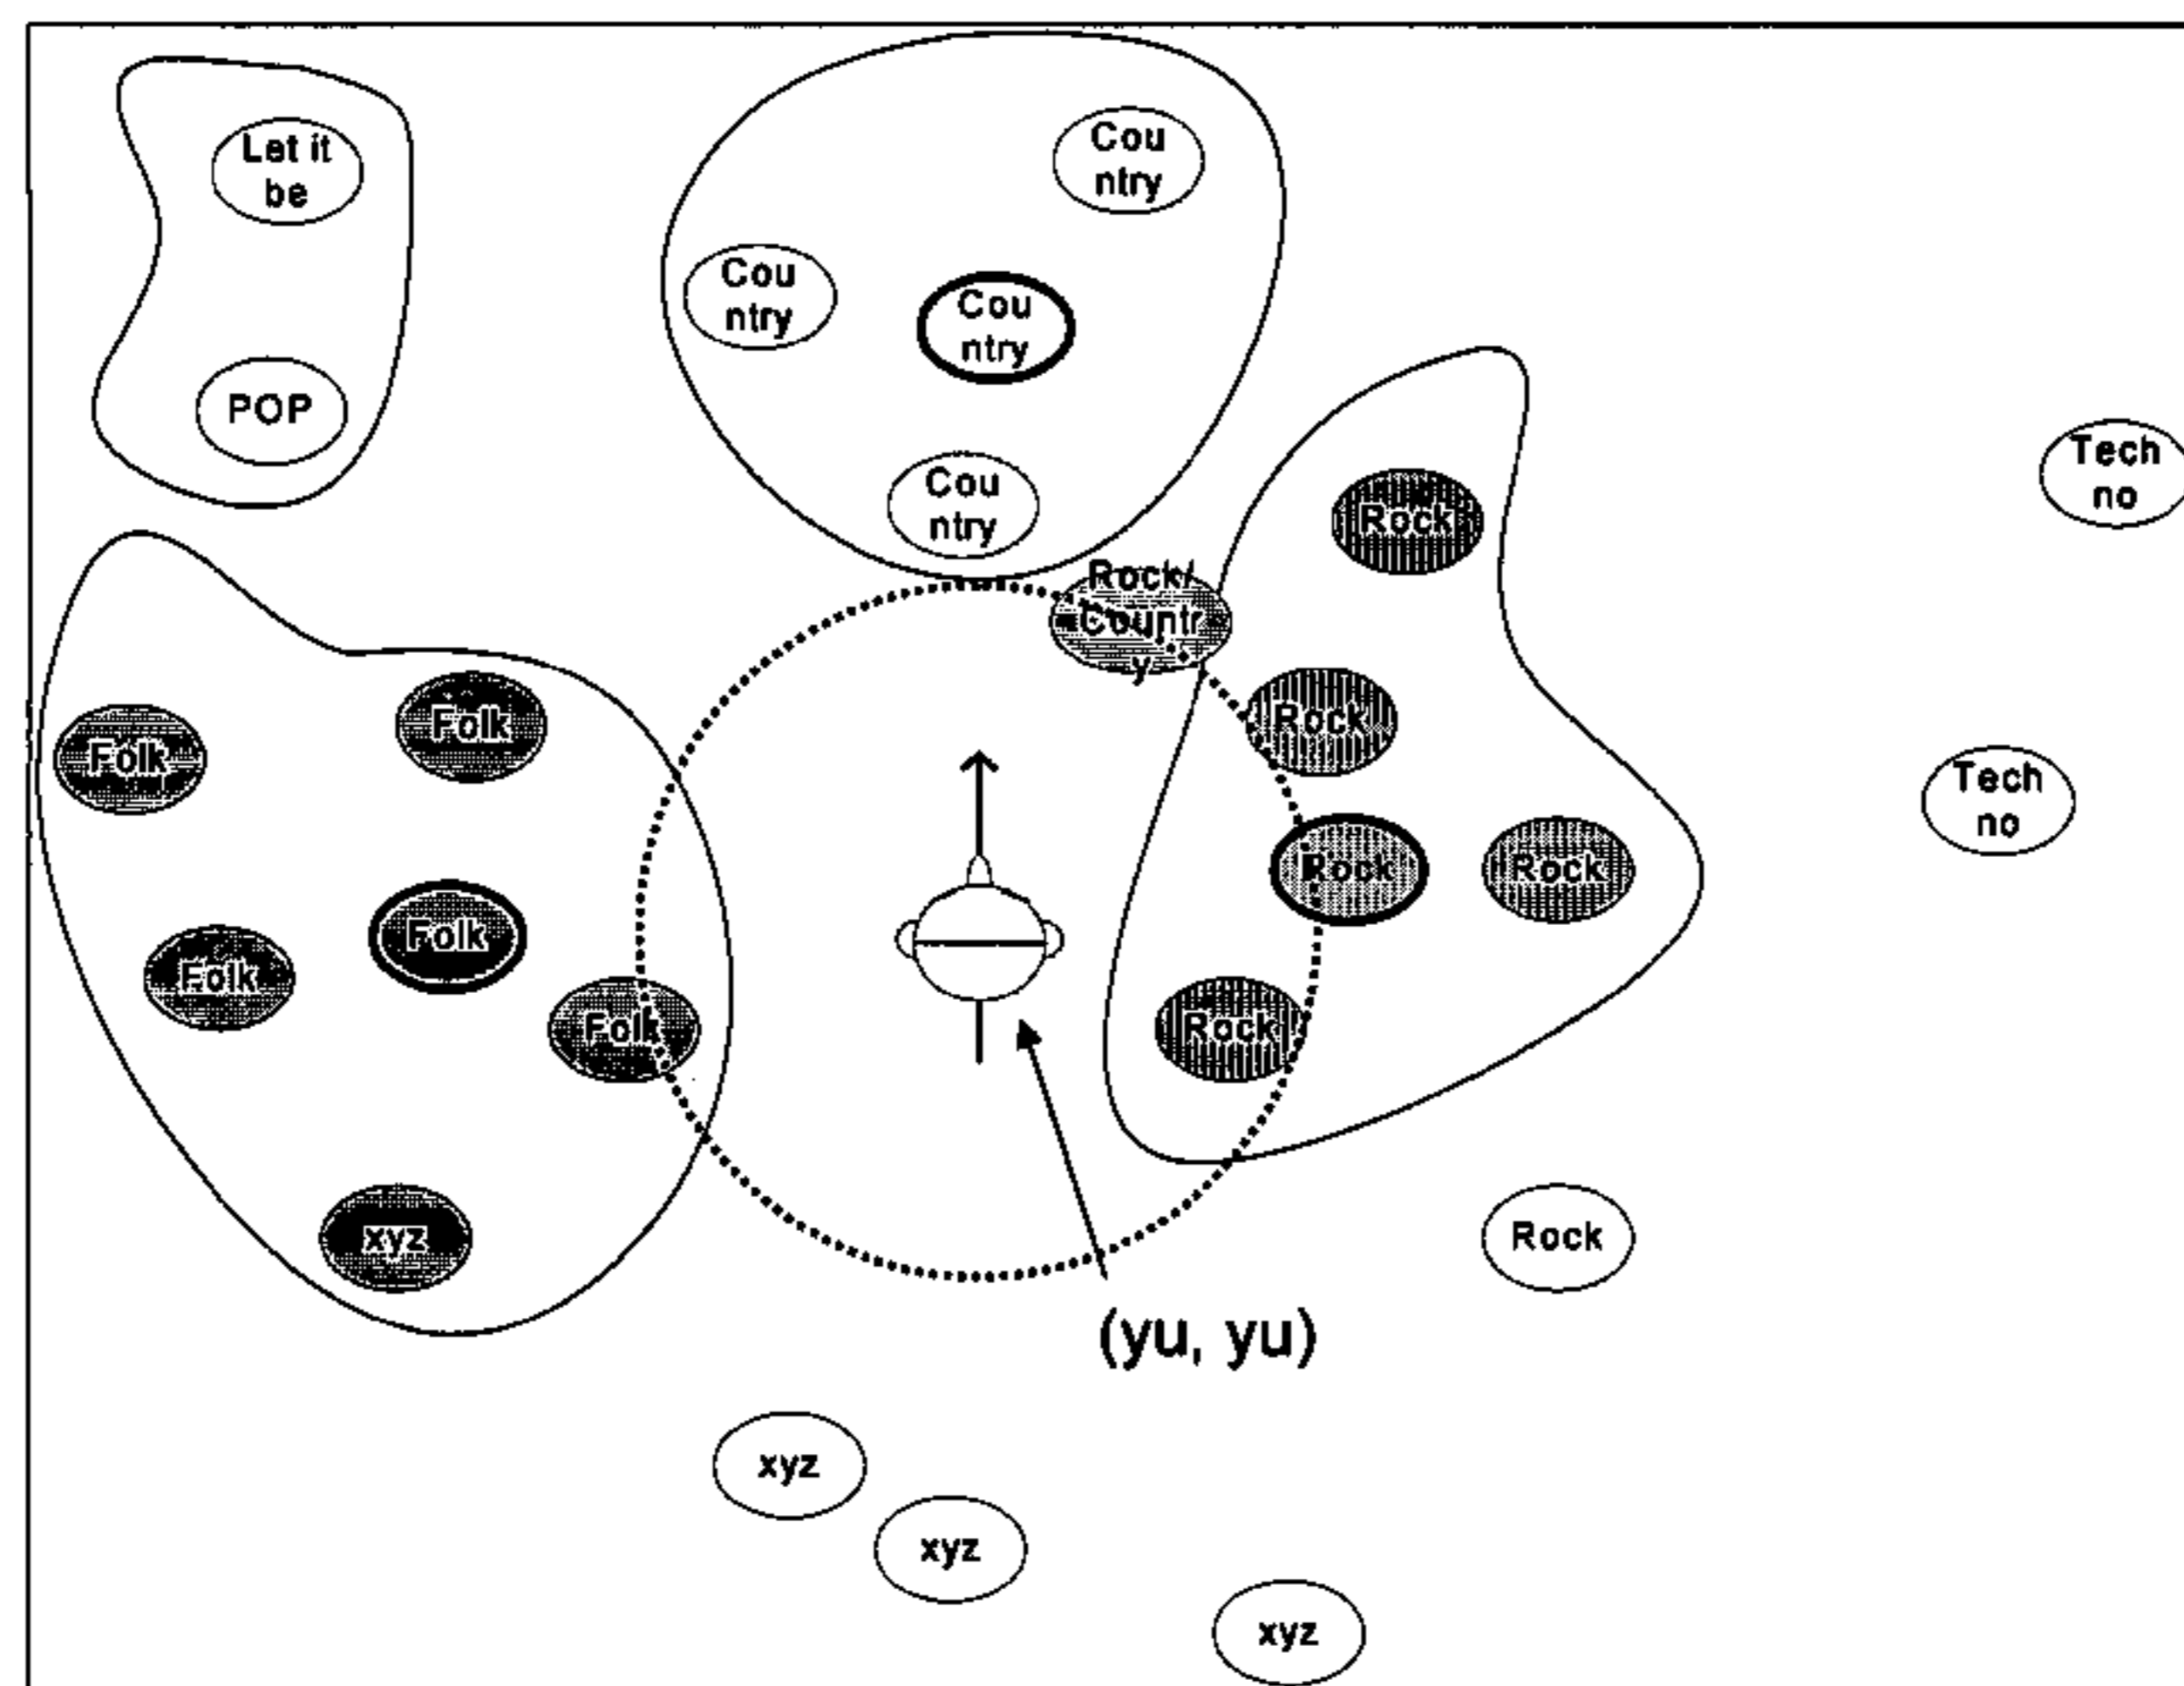 Let it
be
POP
Cou
ntry
Cou
ntry
Cou
ntry
Cou
ntry
Rock/
Countr
y
Rock
Rock
Rock
Rock
Rock
Tech
no
Tech
no
Folk
Folk
Folk
Folk
Folk
xyz
Rock
(yu, yu)
xyz
xyz
xyz